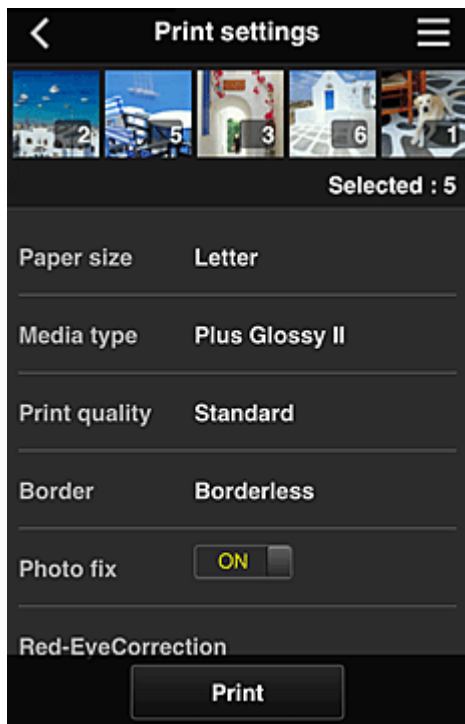 Print settings
2 5 3 6 1
Selected : 5
Paper size Letter
Media type Plus Glossy II
Print quality Standard
Border Borderless
Photo fix ON
Red-EyeCorrection
Print